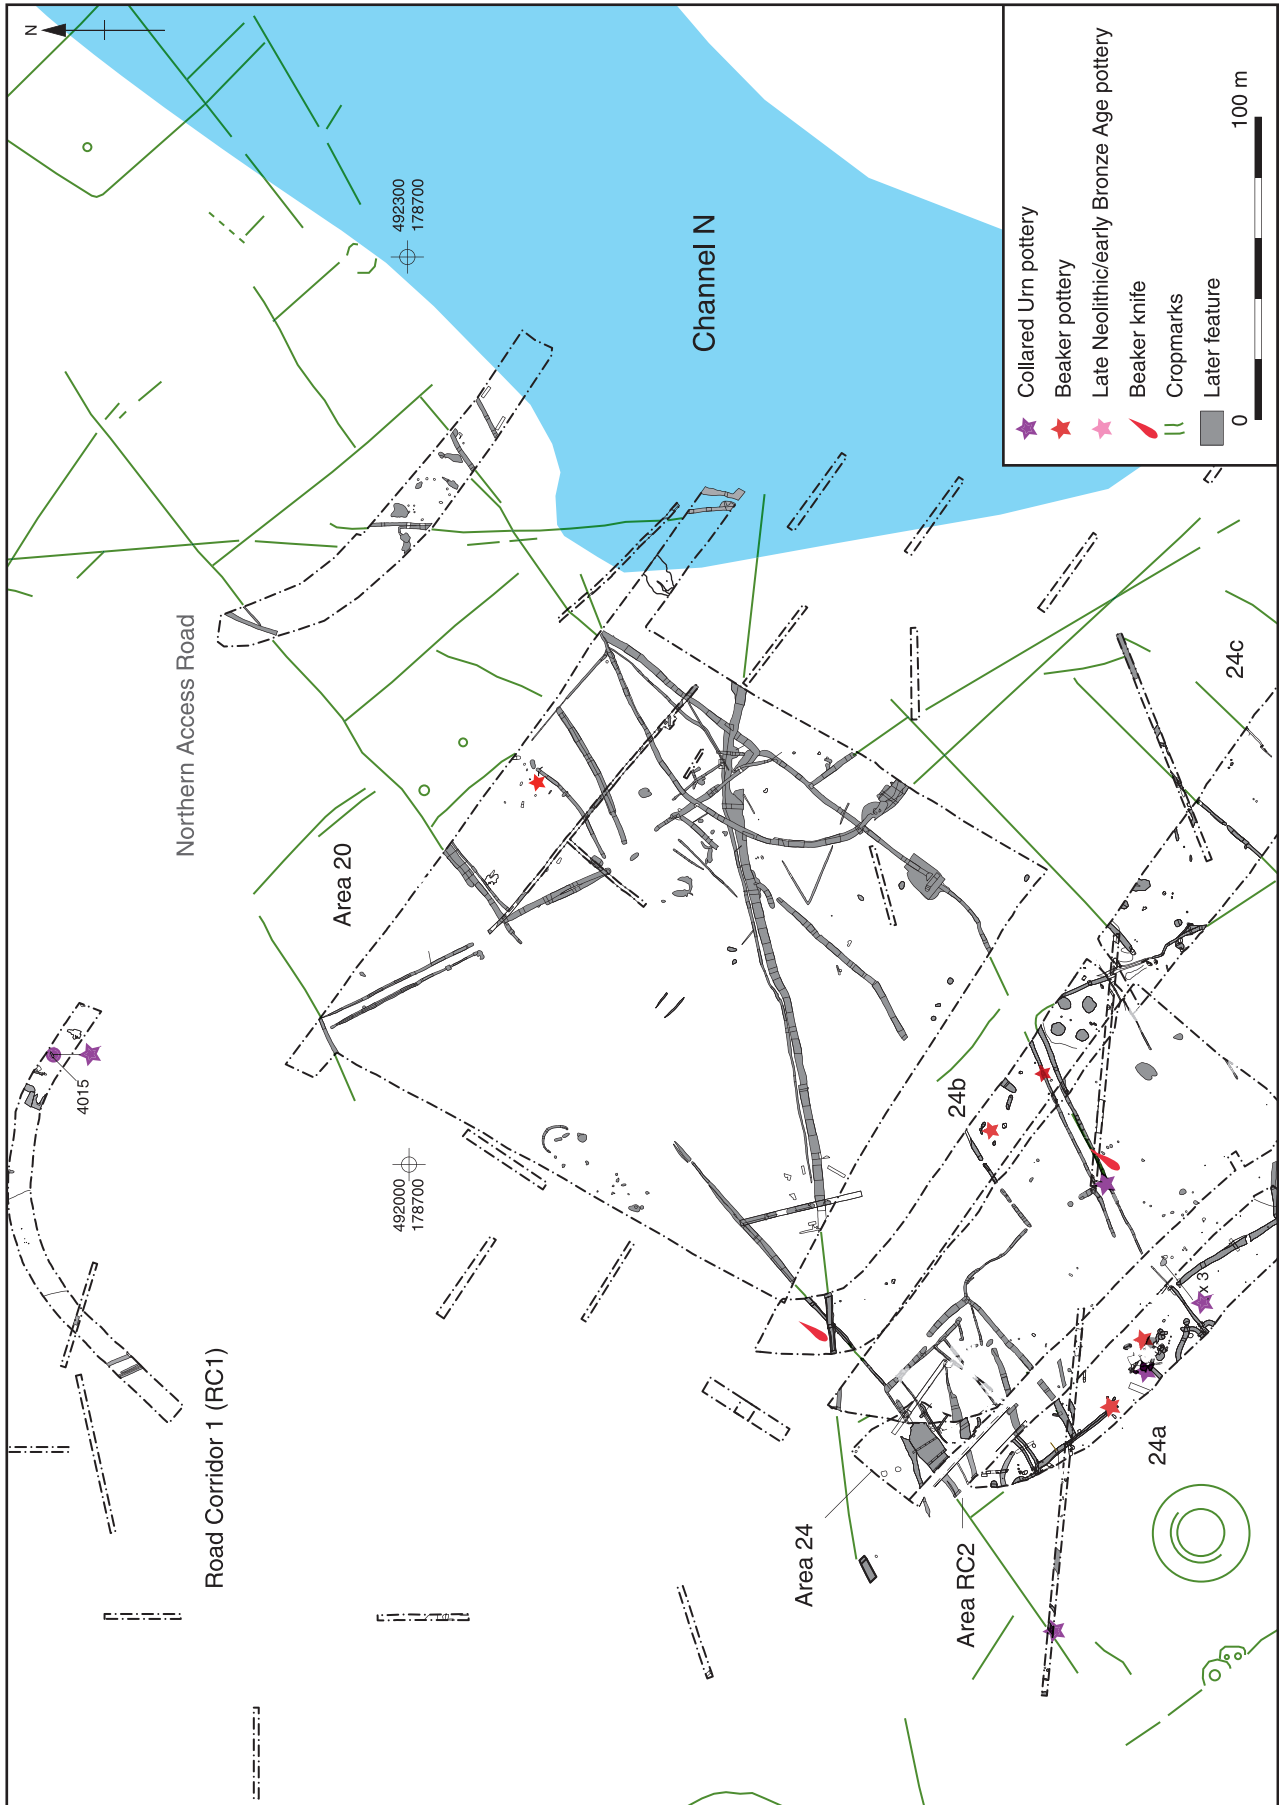 N
492300
178700
Channel N
Northern Access Road
Area 20
4015
492000
178700
Road Corridor 1 (RC1)
24b
24c
x 3
24a
Area 24
Area RC2
Collared Urn pottery
Beaker pottery
Late Neolithic/early Bronze Age pottery
Beaker knife
Cropmarks
Later feature
0
100 m